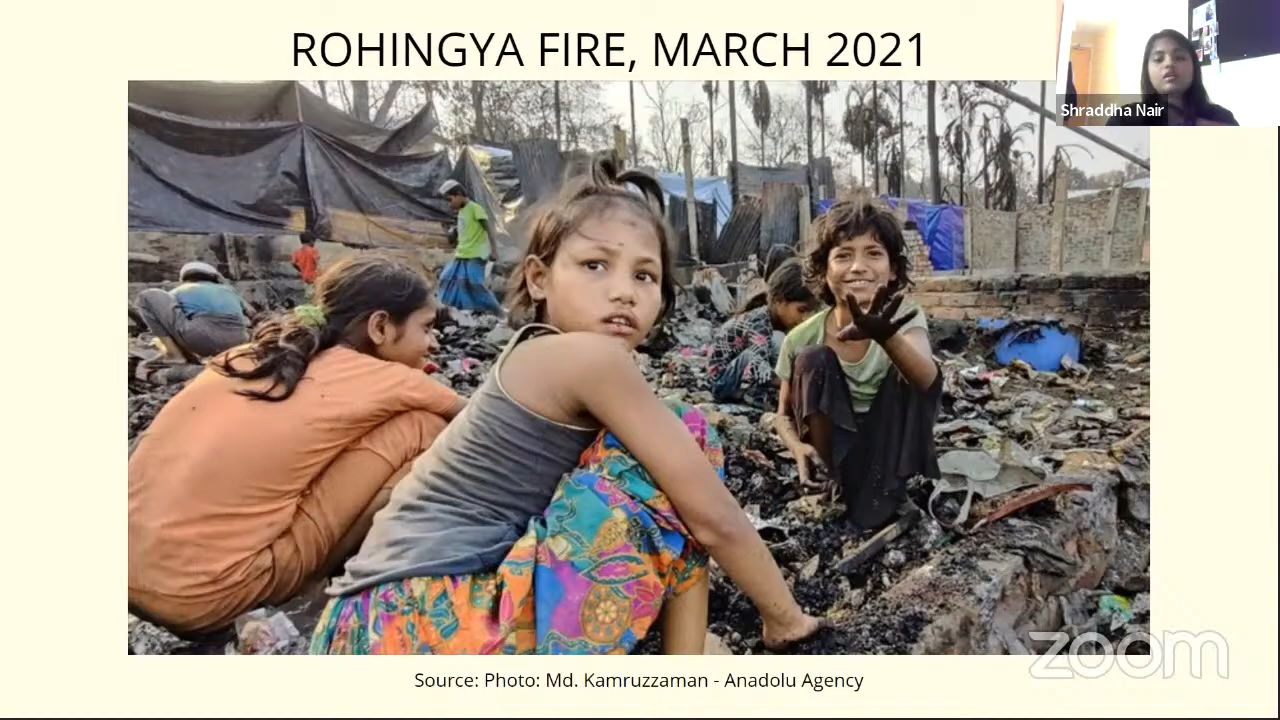 ROHINGYA FIRE, MARCH 2021
Shraddha Nair
zoom
Source: Photo: Md. Kamruzzaman - Anadolu Agency